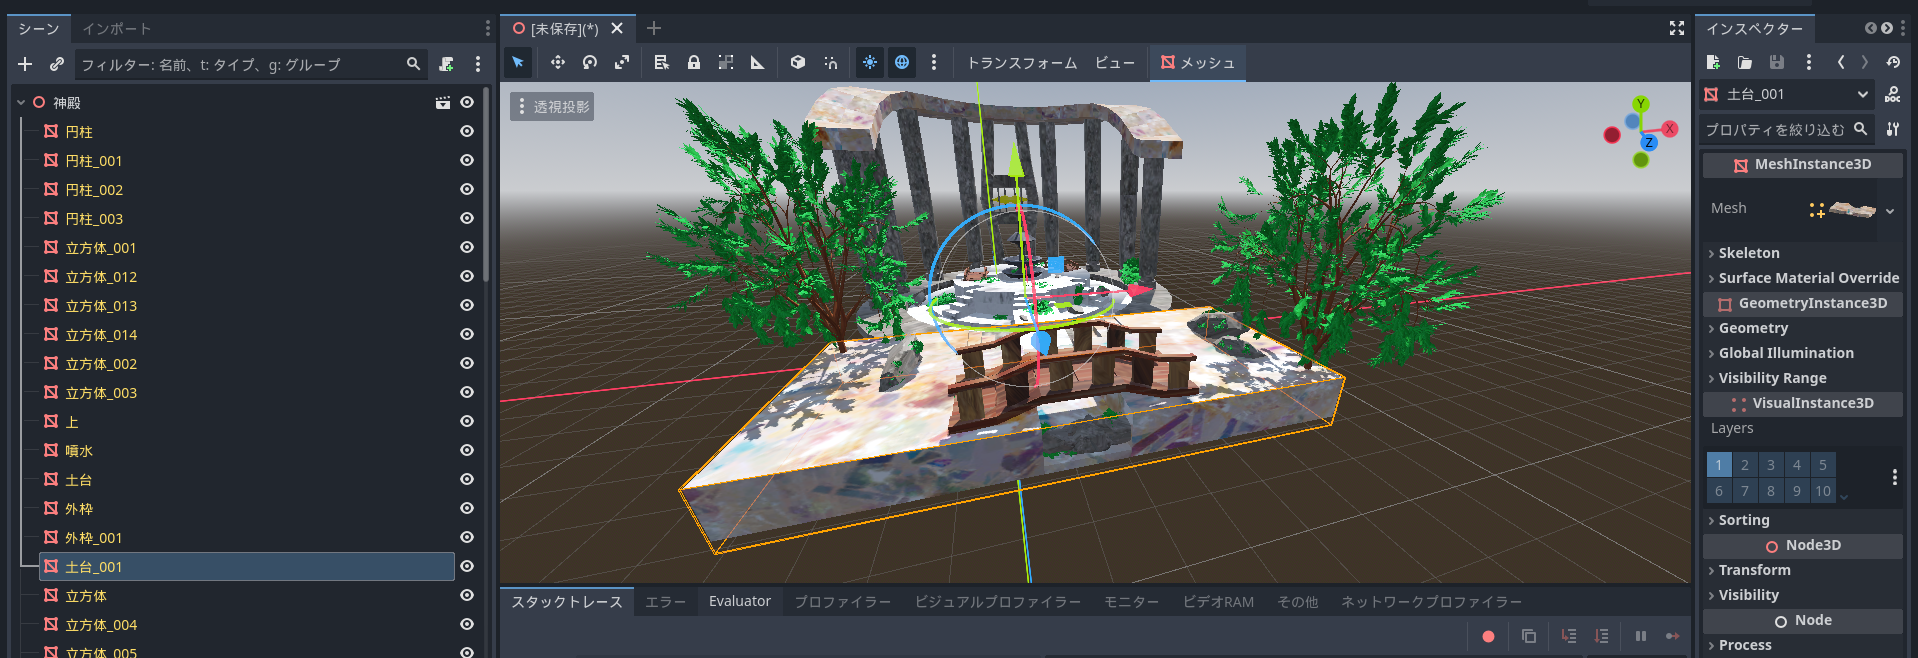 シーン
インポート
フィルター: 名前、t: タイプ、g: グループ
神殿
円柱
円柱_001
円柱_002
円柱_003
立方体_001
立方体_012
立方体_013
立方体_014
立方体_002
立方体_003
上
噴水
土台
外枠
外枠_001
土台_001
立方体
立方体_004
立方体_005
[未保存](*)
トランスフォーム
ビュー
メッシュ
透視投影
Y
X
Z
スタックトレース
エラー
Evaluator
プロファイラー
ビジュアルプロファイラー
モニター
ビデオRAM
その他
ネットワークプロファイラー
インスペクター
土台_001
DOC
プロパティを絞り込む
MeshInstance3D
Mesh
Skeleton
Surface Material Override
GeometryInstance3D
Geometry
Global Illumination
Visibility Range
VisualInstance3D
Layers
1 2 3 4 5
6 7 8 9 10
Sorting
Node3D
Transform
Visibility
Node
Process